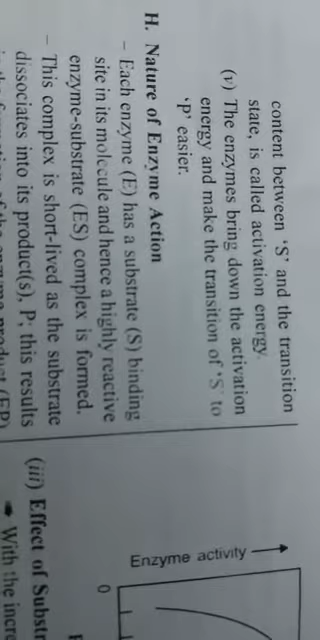 content between 'S' and the transition
state, is called activation energy.
(v) The enzymes bring down the activation
energy and make the transition of 'S' to
'P' easier.
H. Nature of Enzyme Action
– Each enzyme (E) has a substrate (S) binding
site in its molecule and hence a highly reactive
enzyme-substrate (ES) complex is formed.
– This complex is short-lived as the substrate
dissociates into its product(s), P; this results
Enzyme activity →
0
(iii) Effect of Substr
➡ With the incre